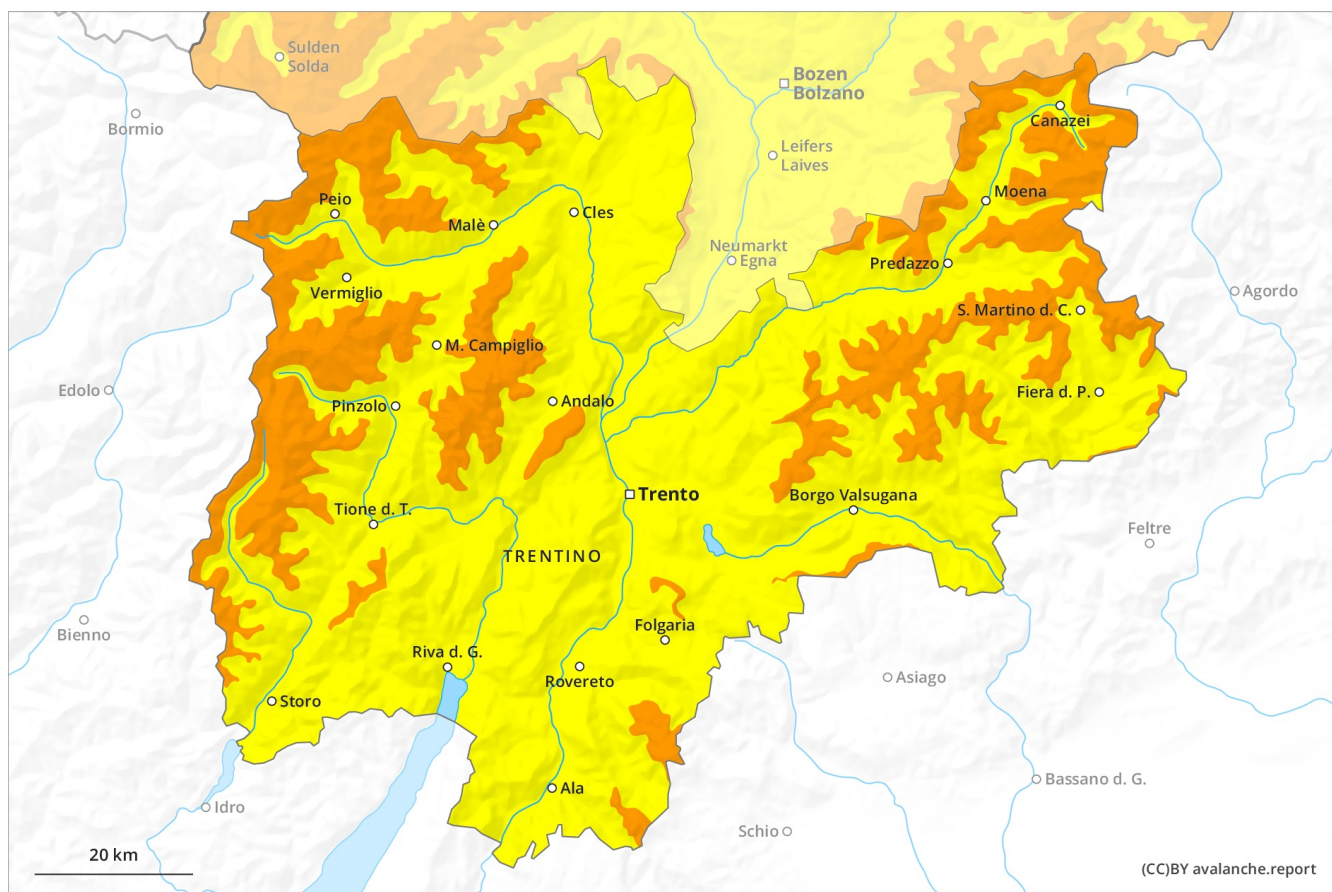 Sulden
Solda
Bozen
Bolzano
Bormio
Canazei
Leifers
Laives
Peio
Moena
Malè
Cles
Neumarkt
Egna
Predazzo
Vermiglio
Agordo
S. Martino d. C.
M. Campiglio
Edolo
Fiera d. P.
Pinzolo
Andalo
Trento
Borgo Valsugana
Tione d. T.
Feltre
TRENTINO
Bienno
Folgaria
Riva d. G.
Asiago
Rovereto
Storo
Bassano d. G.
Ala
Idro
Schio
20 km
(CC)BY avalanche.report